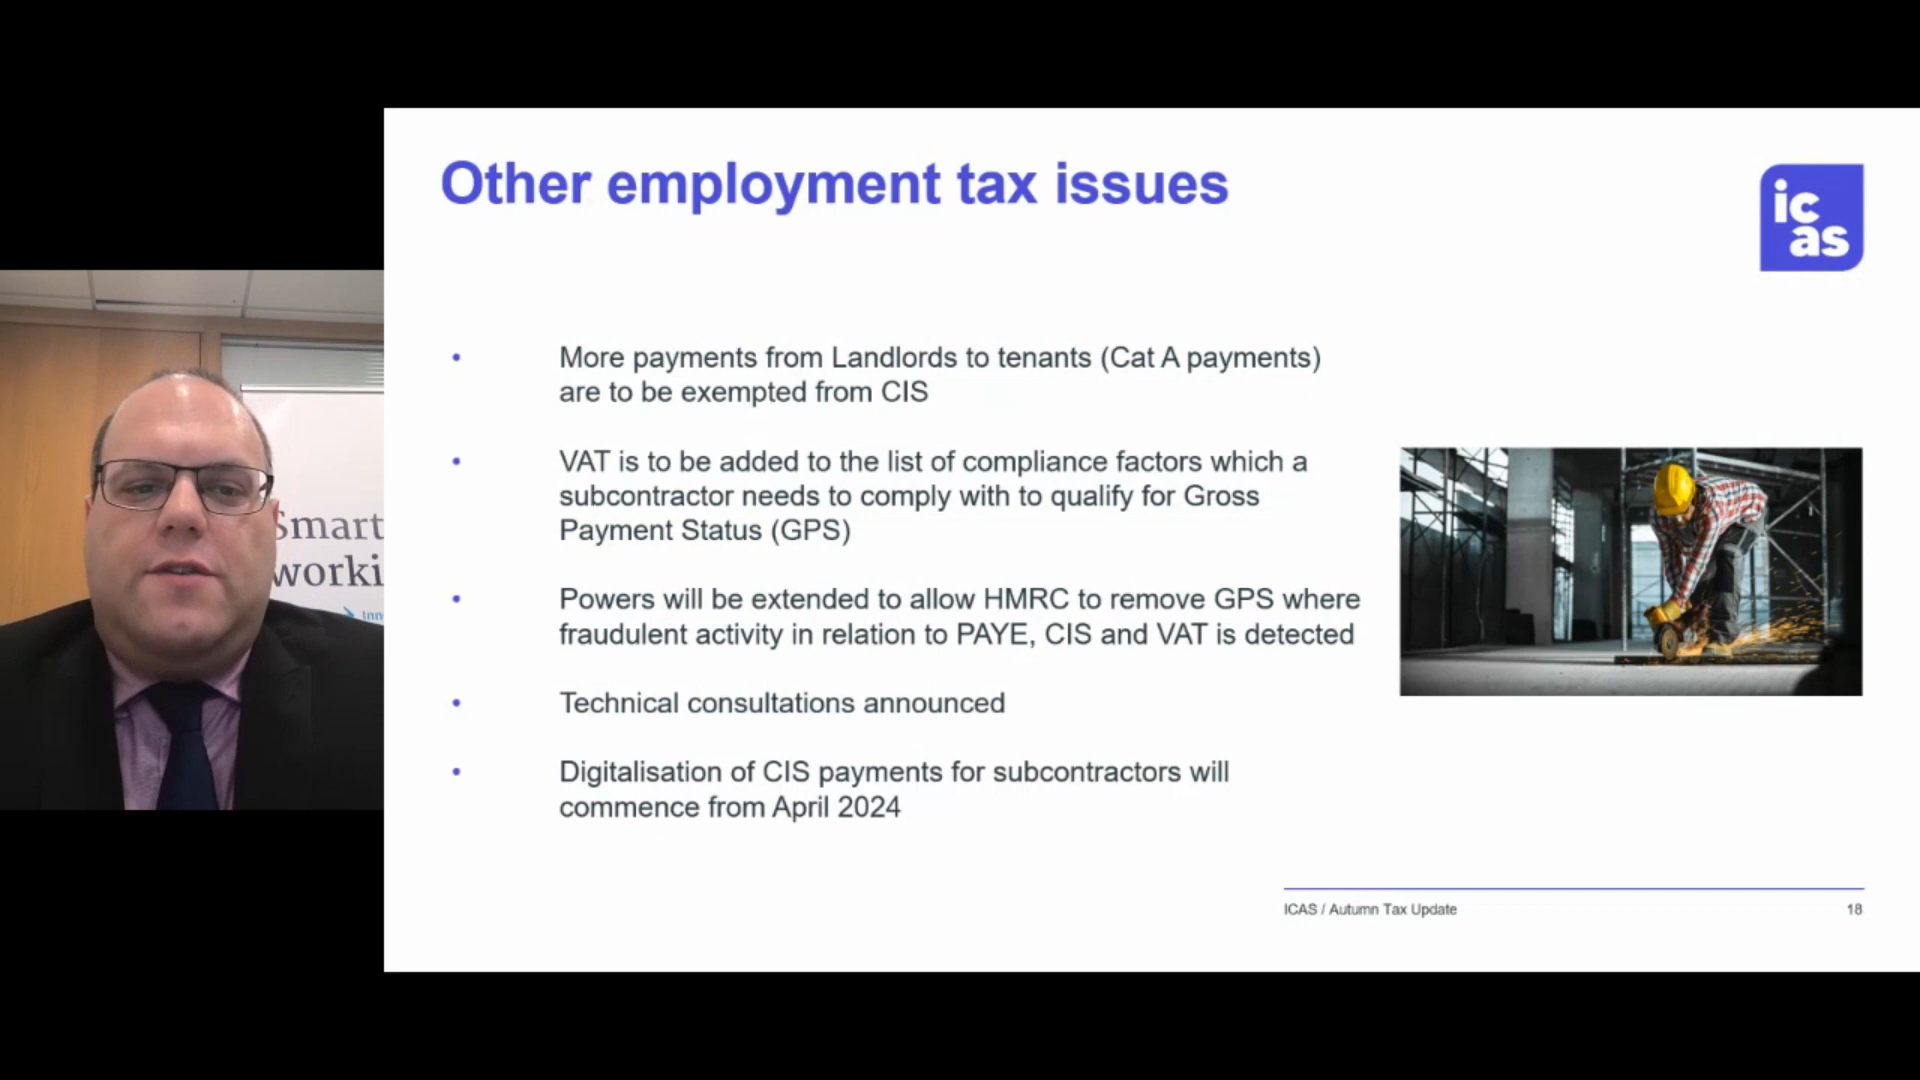 Other employment tax issues
ic
as
• More payments from Landlords to tenants (Cat A payments)
are to be exempted from CIS
• VAT is to be added to the list of compliance factors which a
subcontractor needs to comply with to qualify for Gross
Payment Status (GPS)
• Powers will be extended to allow HMRC to remove GPS where
fraudulent activity in relation to PAYE, CIS and VAT is detected
• Technical consultations announced
• Digitalisation of CIS payments for subcontractors will
commence from April 2024
Smart
worki
Inn
ICAS / Autumn Tax Update
18